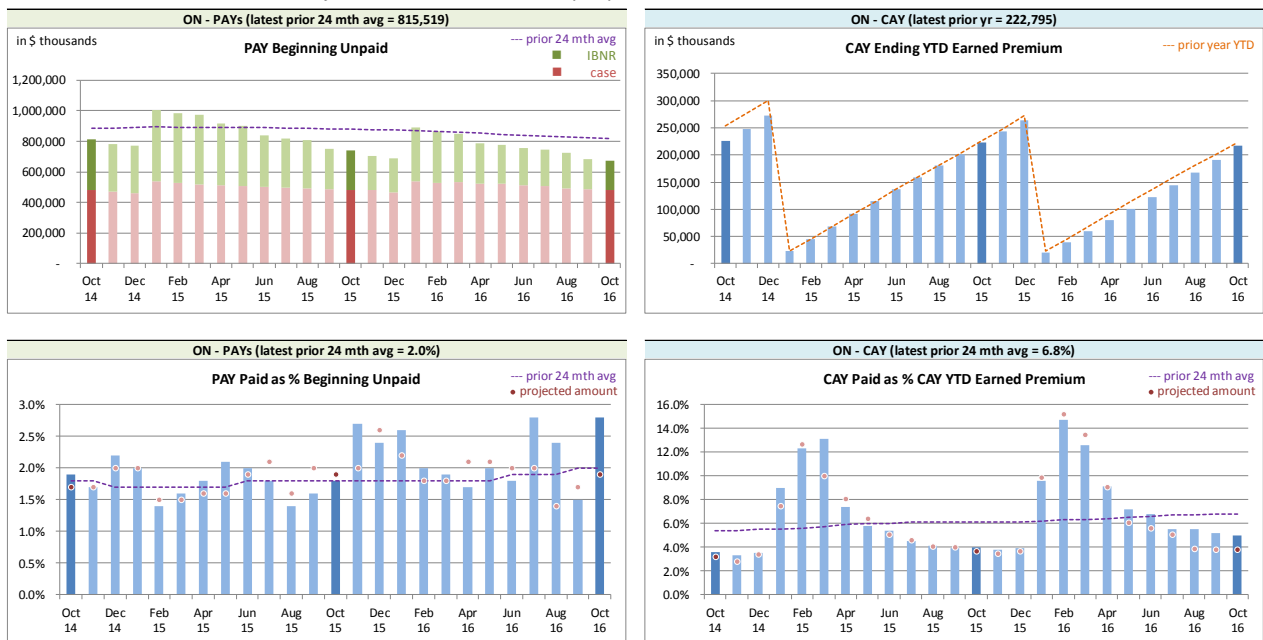 ON - PAYs (latest prior 24 mth avg = 815,519)
in $ thousands
PAY Beginning Unpaid
--- prior 24 mth avg
IBNR
case
1,200,000
1,000,000
800,000
600,000
400,000
200,000
-
Oct 14 Dec 14 Feb 15 Apr 15 Jun 15 Aug 15 Oct 15 Dec 15 Feb 16 Apr 16 Jun 16 Aug 16 Oct 16
ON - CAY (latest prior yr = 222,795)
in $ thousands
CAY Ending YTD Earned Premium
--- prior year YTD
350,000
300,000
250,000
200,000
150,000
100,000
50,000
-
Oct 14 Dec 14 Feb 15 Apr 15 Jun 15 Aug 15 Oct 15 Dec 15 Feb 16 Apr 16 Jun 16 Aug 16 Oct 16
ON - PAYs (latest prior 24 mth avg = 2.0%)
PAY Paid as % Beginning Unpaid
--- prior 24 mth avg
• projected amount
3.0%
2.5%
2.0%
1.5%
1.0%
0.5%
0.0%
Oct 14 Dec 14 Feb 15 Apr 15 Jun 15 Aug 15 Oct 15 Dec 15 Feb 16 Apr 16 Jun 16 Aug 16 Oct 16
ON - CAY (latest prior 24 mth avg = 6.8%)
CAY Paid as % CAY YTD Earned Premium
--- prior 24 mth avg
• projected amount
16.0%
14.0%
12.0%
10.0%
8.0%
6.0%
4.0%
2.0%
0.0%
Oct 14 Dec 14 Feb 15 Apr 15 Jun 15 Aug 15 Oct 15 Dec 15 Feb 16 Apr 16 Jun 16 Aug 16 Oct 16